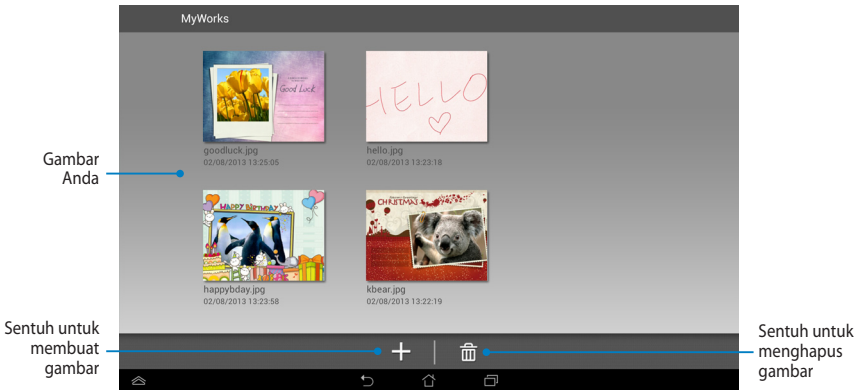 MyWorks
Good Luck
HELLO
goodluck.jpg
02/08/2013 13:25:05
hello.jpg
02/08/2013 13:23:18
Gambar
Anda
HAPPY BIRTHDAY
CHRISTMAS
happybday.jpg
02/08/2013 13:23:58
kbear.jpg
02/08/2013 13:22:19
Sentuh untuk
membuat
gambar
Sentuh untuk
menghapus
gambar